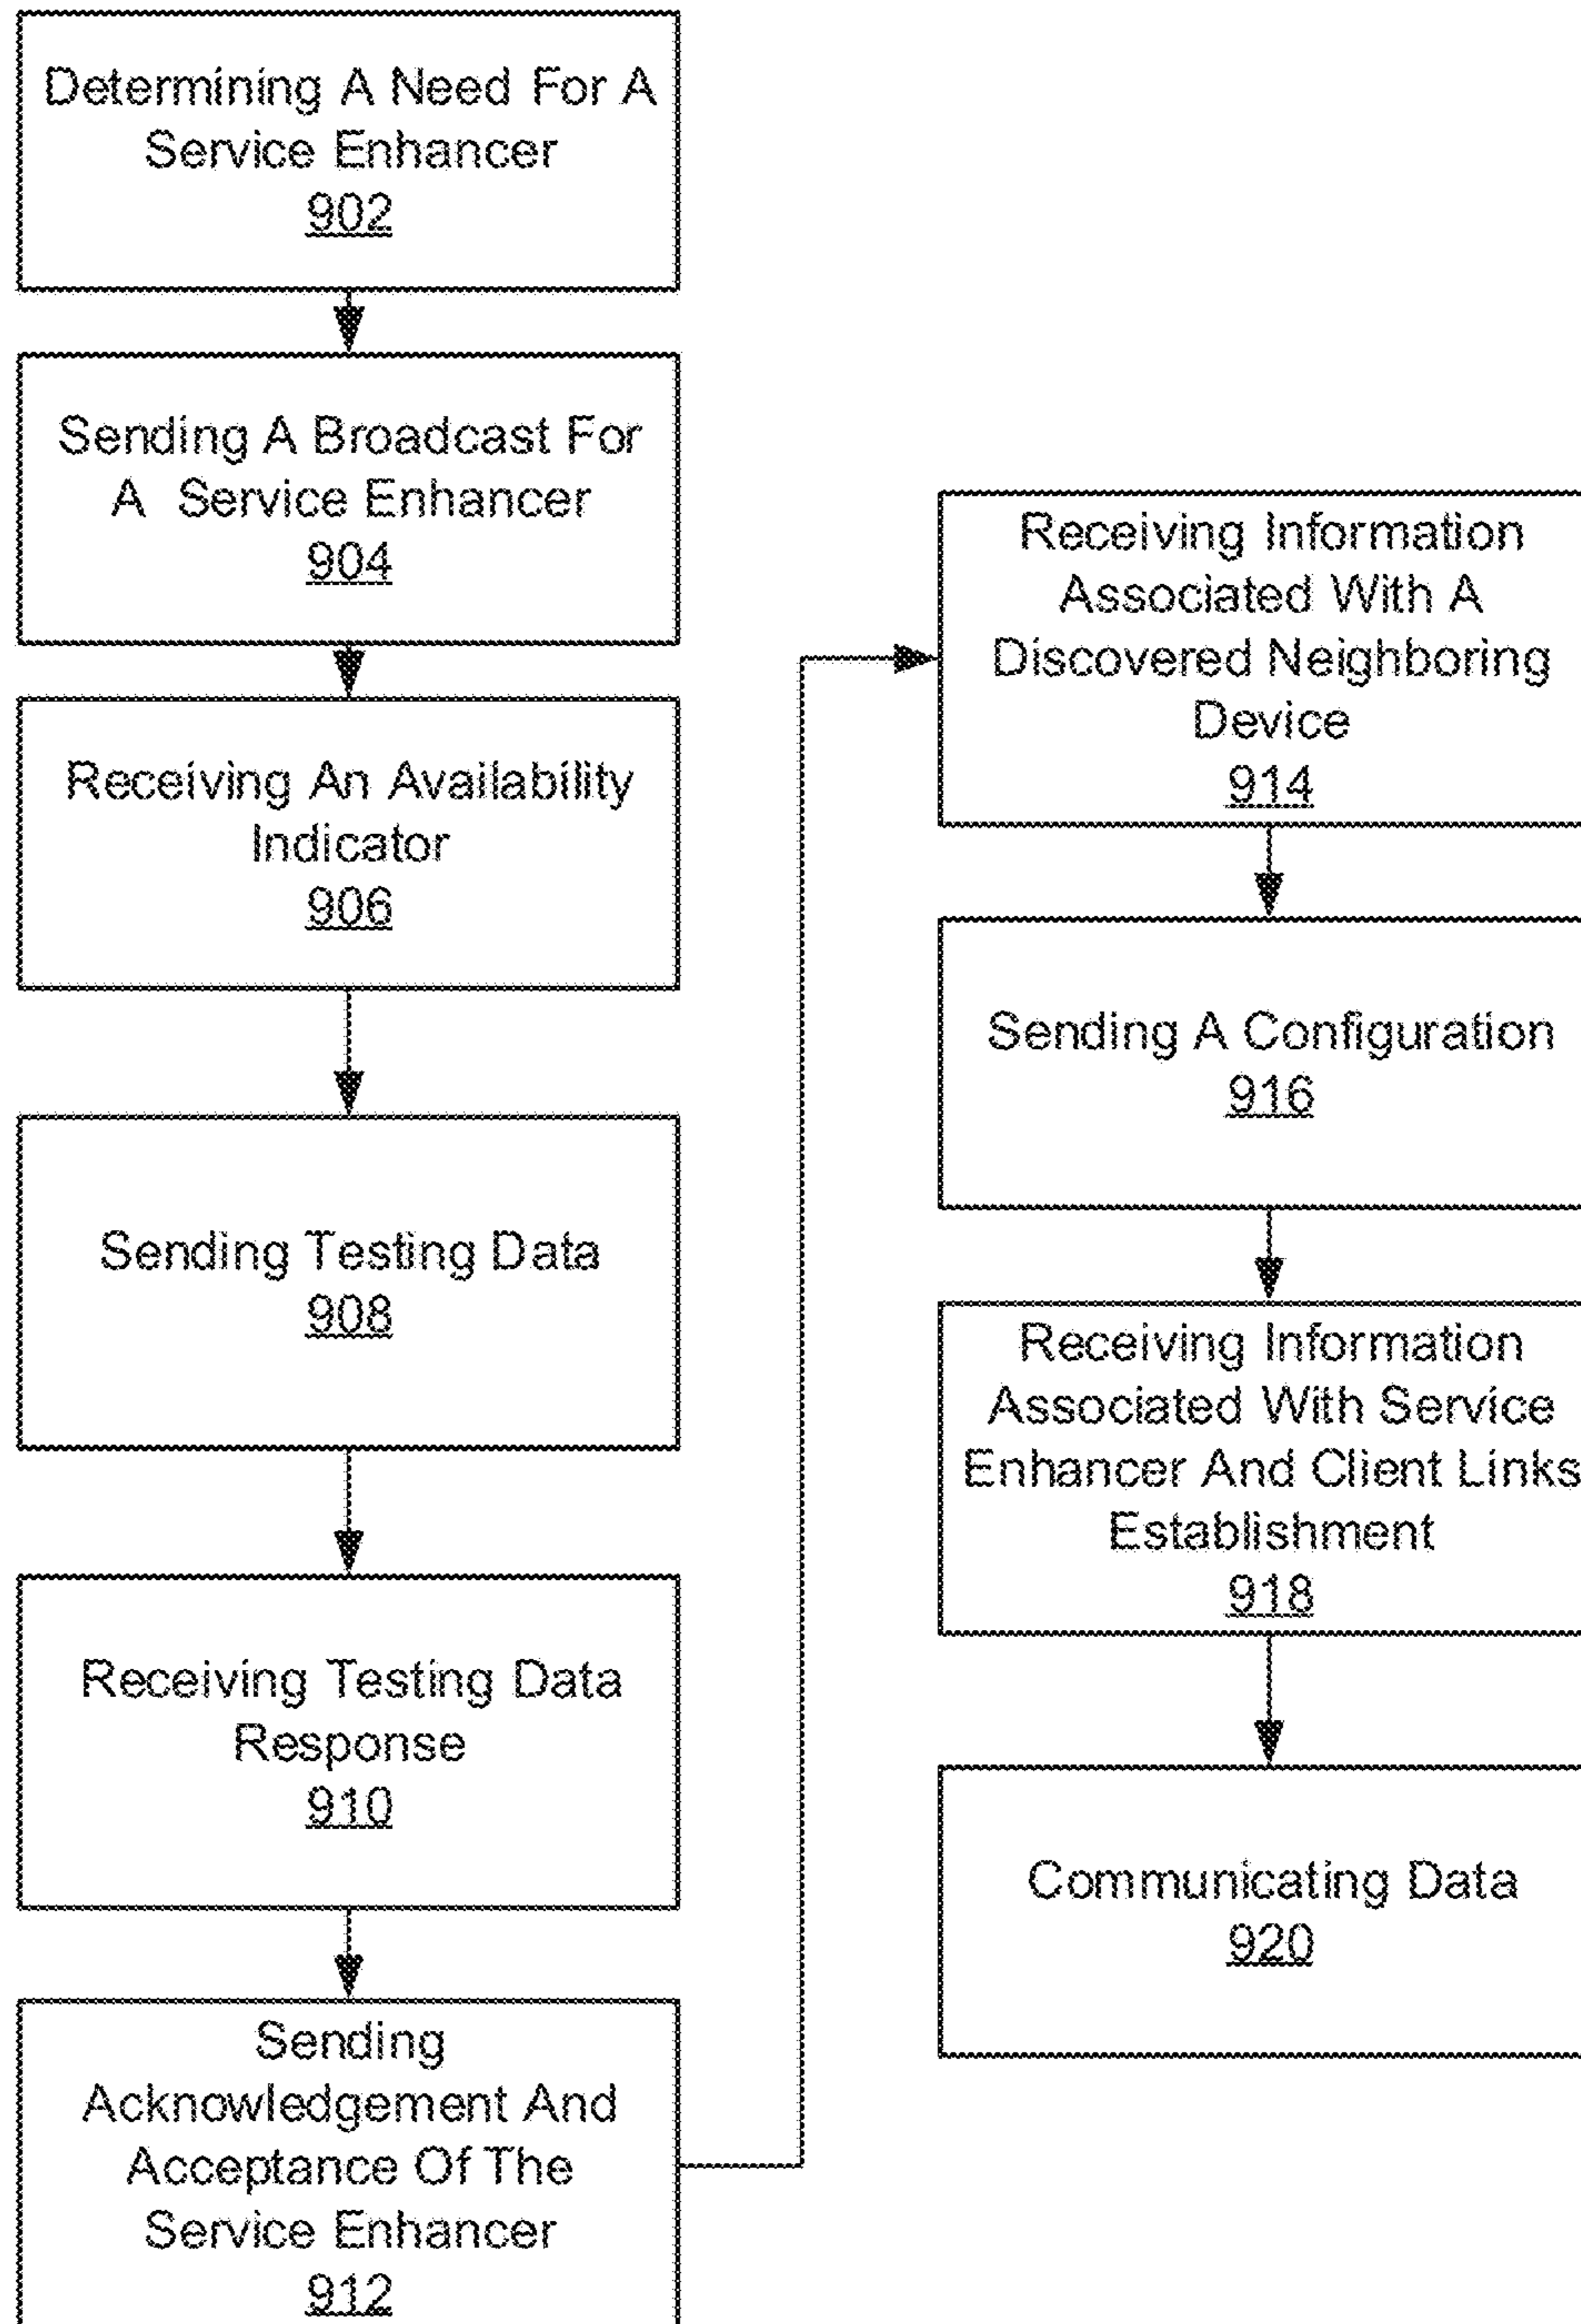 Determining A Need For A
Service Enhancer
902
Sending A Broadcast For
A Service Enhancer
904
Receiving An Availability
Indicator
906
Sending Testing Data
908
Receiving Testing Data
Response
910
Sending
Acknowledgement And
Acceptance Of The
Service Enhancer
912
Receiving Information
Associated With A
Discovered Neighboring
Device
914
Sending A Configuration
916
Receiving Information
Associated With Service
Enhancer And Client Links
Establishment
918
Communicating Data
920